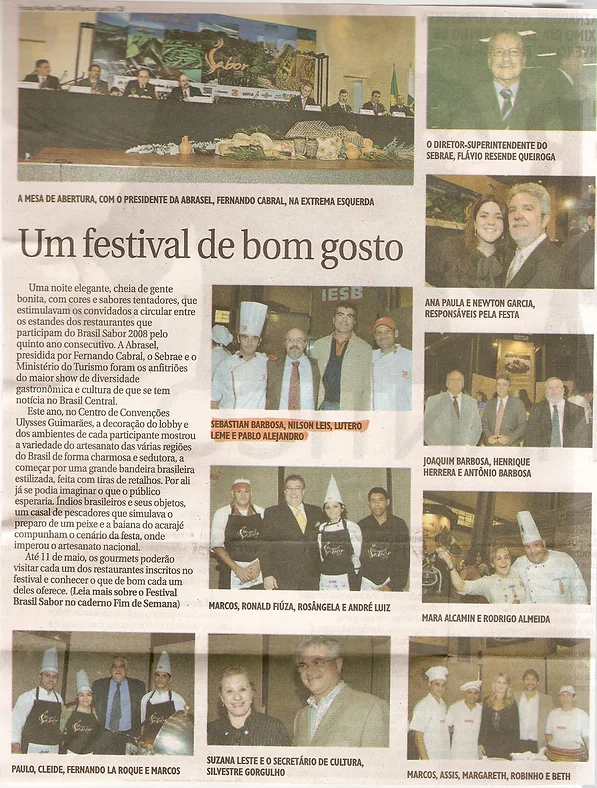 Sabor
A MESA DE ABERTURA, COM O PRESIDENTE DA ABRASEL, FERNANDO CABRAL, NA EXTREMA ESQUERDA
O DIRETOR-SUPERINTENDENTE DO
SEBRAE, FLÁVIO RESENDE QUEIROGA
Um festival de bom gosto
Uma noite elegante, cheia de gente
bonita, com cores e sabores tentadores, que
estimulavam os convidados a circular entre
os estandes dos restaurantes que
participam do Brasil Sabor 2008 pelo
quinto ano consecutivo. A Abrasel,
presidida por Fernando Cabral, o Sebrae e o
Ministério do Turismo foram os anfitriões
do maior show de diversidade
gastronômica e cultura de que se tem
notícia no Brasil Central.
Este ano, no Centro de Convenções
Ulysses Guimarães, a decoração do lobby e
dos ambientes de cada participante mostrou
a variedade do artesanato das várias regiões
do Brasil de forma charmosa e sedutora, a
começar por uma grande bandeira brasileira
estilizada, feita com tiras de retalhos. Por ali
já se podia imaginar o que o público
esperaria. Índios brasileiros e seus objetos,
um casal de pescadores que simulava o
preparo de um peixe e a baiana do acarajé
compunham o cenário da festa, onde
imperou o artesanato nacional.
Até 11 de maio, os gourmets poderão
visitar cada um dos restaurantes inscritos no
festival e conhecer o que de bom cada um
deles oferece. (Leia mais sobre o Festival
Brasil Sabor no caderno Fim de Semana)
IESB
SEBASTIAN BARBOSA, NILSON LEIS, LUTERO
LEME E PABLO ALEJANDRO
MARCOS, RONALD FIÚZA, ROSÂNGELA E ANDRÉ LUIZ
ANA PAULA E NEWTON GARCIA,
RESPONSÁVEIS PELA FESTA
JOAQUIM BARBOSA, HENRIQUE
HERRERA E ANTÔNIO BARBOSA
MARA ALCAMIN E RODRIGO ALMEIDA
PAULO, CLEIDE, FERNANDO LA ROQUE E MARCOS
SUZANA LESTE E O SECRETÁRIO DE CULTURA,
SILVESTRE GORGULHO
MARCOS, ASSIS, MARGARETH, ROBINHO E BETH